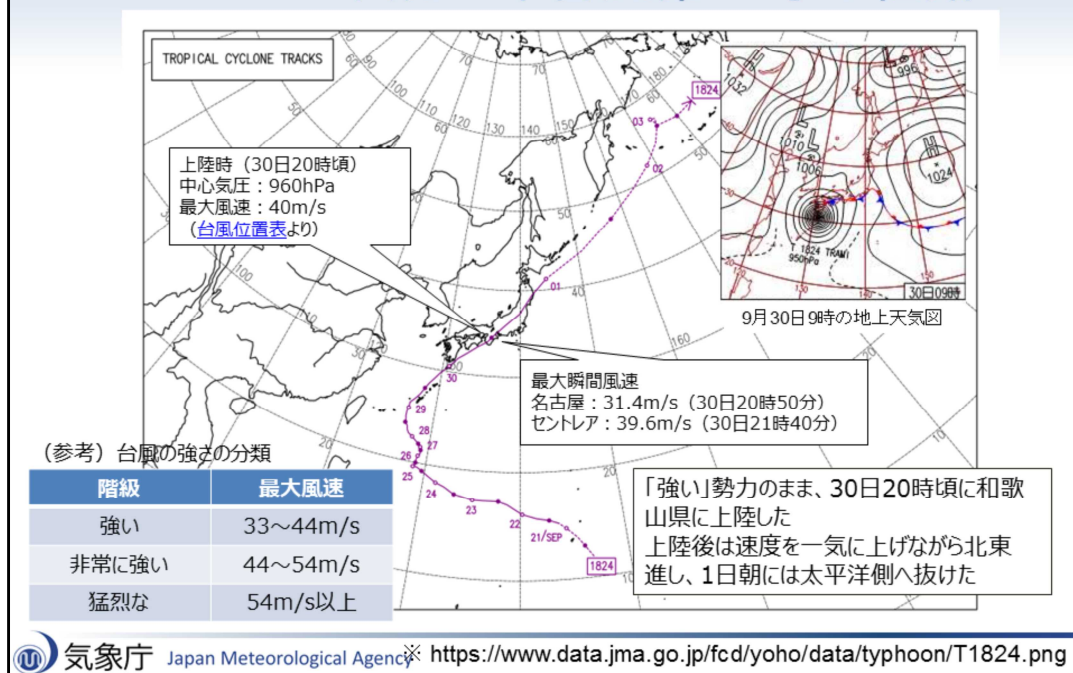 TROPICAL CYCLONE TRACKS
上陸時（30日20時頃）
中心気圧：960hPa
最大風速：40m/s
（台風位置表より）
1824
03
02
01
30
29
28
27
26
25
24
23
22
21/SEP
1824
1032
996
1010
1006
1024
T 1824 TRAMI
950hPa
30日09時
9月30日9時の地上天気図
最大瞬間風速
名古屋：31.4m/s（30日20時50分）
セントレア：39.6m/s（30日21時40分）
（参考）台風の強さの分類
階級 最大風速
強い 33～44m/s
非常に強い 44～54m/s
猛烈な 54m/s以上
「強い」勢力のまま、30日20時頃に和歌
山県に上陸した
上陸後は速度を一気に上げながら北東
進し、1日朝には太平洋側へ抜けた
気象庁 Japan Meteorological Agency
※ https://www.data.jma.go.jp/fcd/yoho/data/typhoon/T1824.png